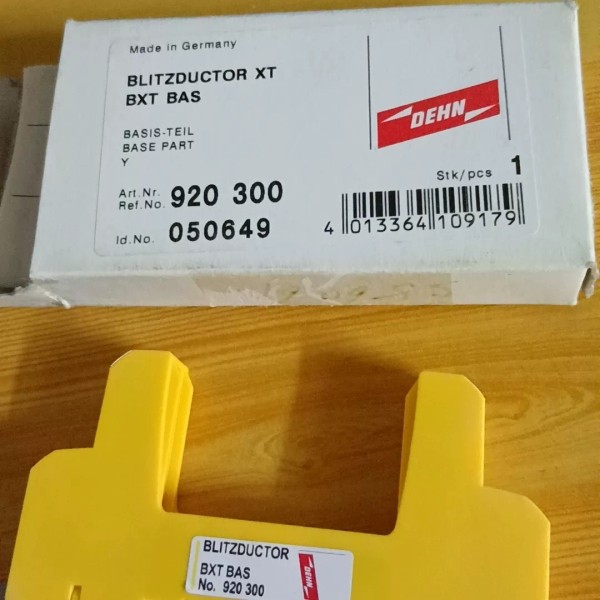 Made in Germany
BLITZDUCTOR XT
BXT BAS
DEHN
BASIS-TEIL
BASE PART
Y
Stk/pcs 1
Art.Nr.
Ref.No. 920 300
Id.No. 050649
4 013364 109179
BLITZDUCTOR
BXT BAS
No. 920 300
DEHN